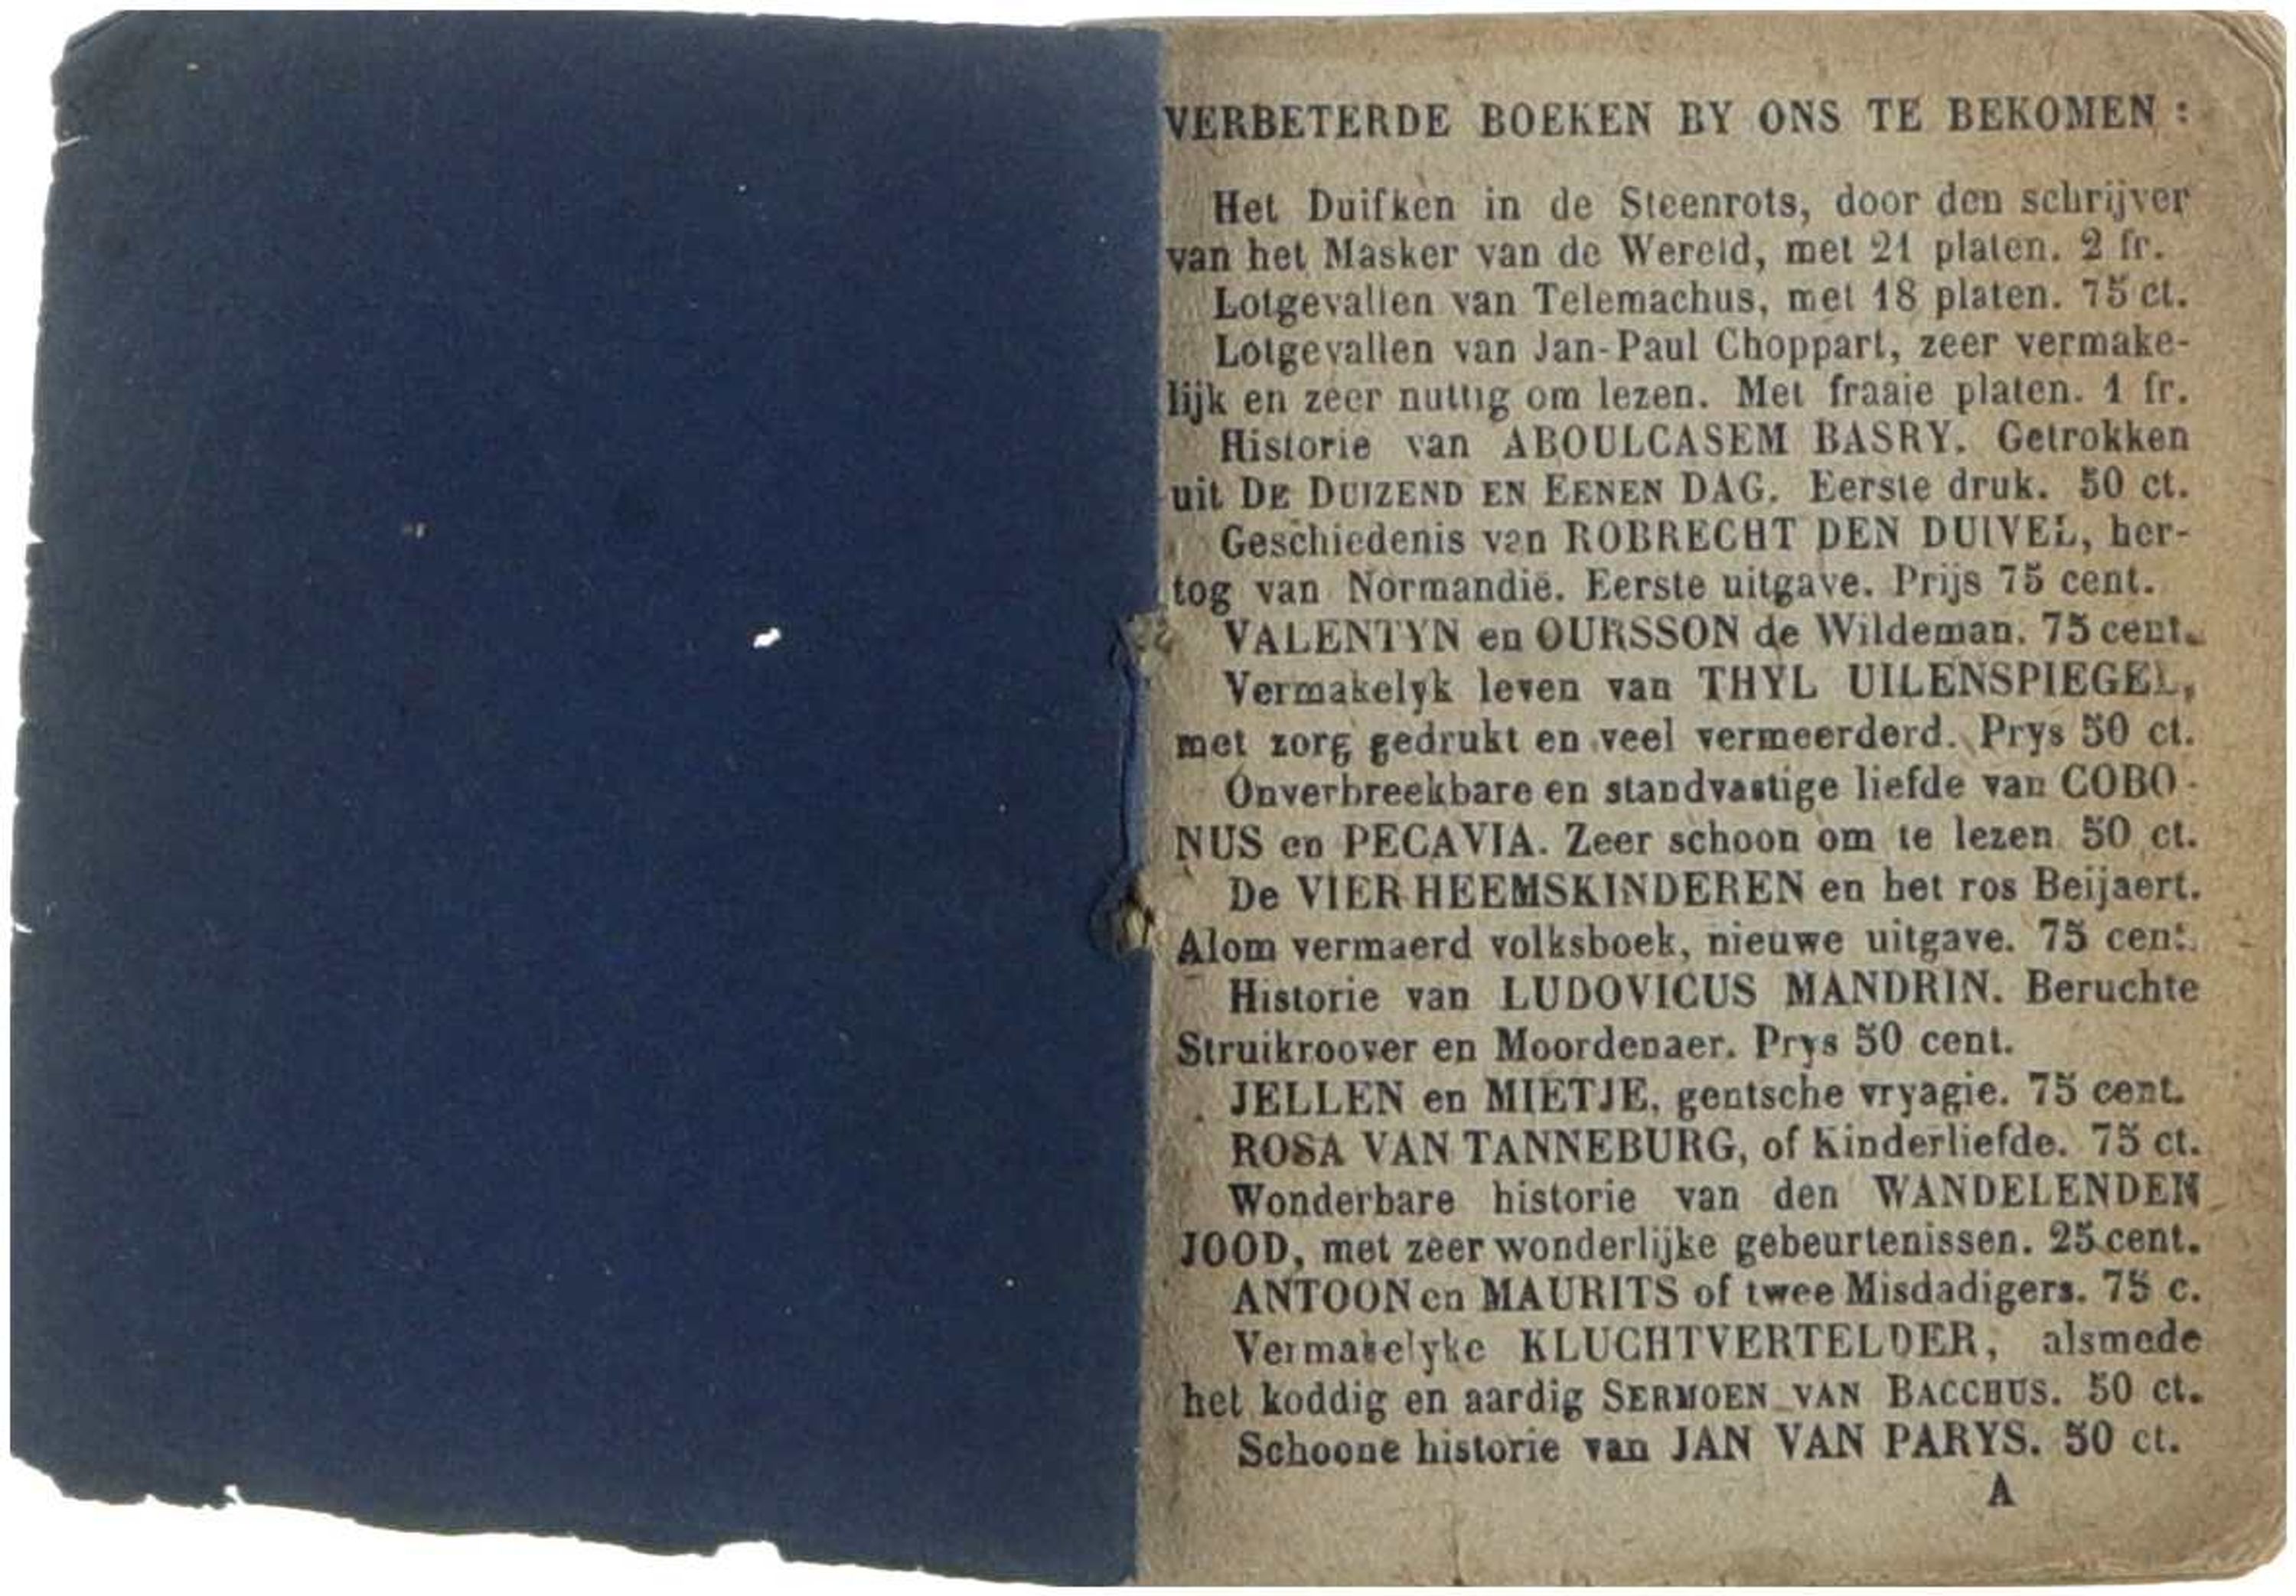 VERBETERDE BOEKEN BY ONS TE BEKOMEN :
Het Duifken in de Steenrots, door den schrijver
van het Masker van de Wereld, met 21 platen. 2 fr.
Lotgevallen van Telemachus, met 18 platen. 75 ct.
Lotgevallen van Jan-Paul Choppart, zeer vermake-
lijk en zeer nuttig om lezen. Met fraaie platen. 1 fr.
Historie van ABOULCASEM BASRY. Getrokken
uit DE DUIZEND EN EENEN DAG. Eerste druk. 50 ct.
Geschiedenis van ROBRECHT DEN DUIVEL, her-
tog van Normandië. Eerste uitgave. Prijs 75 cent.
VALENTYN en OURSSON de Wildeman. 75 cent.
Vermakelyk leven van THYL UILENSPIEGEL,
met zorg gedrukt en veel vermeerderd. Prys 50 ct.
Onverbreekbare en standvastige liefde van COBO-
NUS en PECAVIA. Zeer schoon om te lezen. 50 ct.
De VIER HEEMSKINDEREN en het ros Beijaert.
Alom vermaerd volksboek, nieuwe uitgave. 75 cent.
Historie van LUDOVICUS MANDRIN. Beruchte
Struikroover en Moordenaer. Prys 50 cent.
JELLEN en MIETJE, gentsche vryagie. 75 cent.
ROSA VAN TANNEBURG, of Kinderliefde. 75 ct.
Wonderbare historie van den WANDELENDEN
JOOD, met zeer wonderlijke gebeurtenissen. 25 cent.
ANTOON en MAURITS of twee Misdadigers. 75 c.
Vermakelyke KLUCHTVERTELDER, alsmede
het koddig en aardig SERMOEN VAN BACCHUS. 50 ct.
Schoone historie van JAN VAN PARYS. 50 ct.
A